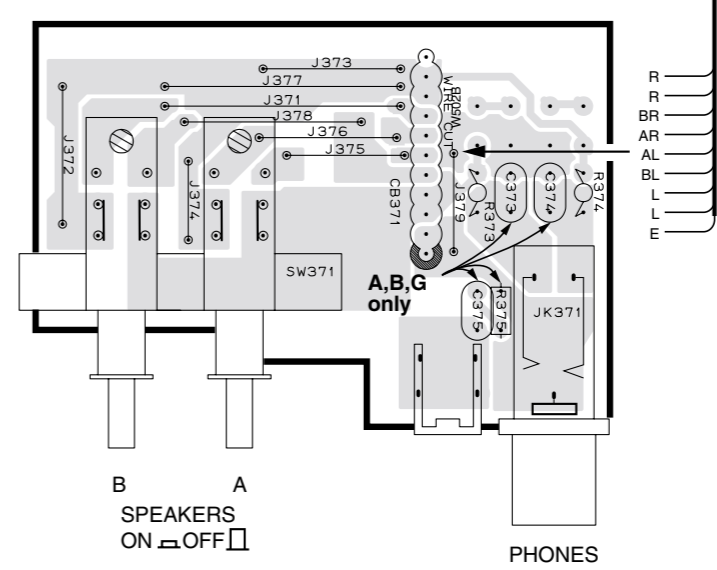 J373
J377
J371
J378
J376
J375
J372
J374
WIRE CUT
W502B
CB371
J379
R373
C373
C374
R374
R
R
BR
AR
AL
BL
L
L
E
SW371
A,B,G
only
C375
R375
JK371
B
A
SPEAKERS
ON OFF
PHONES